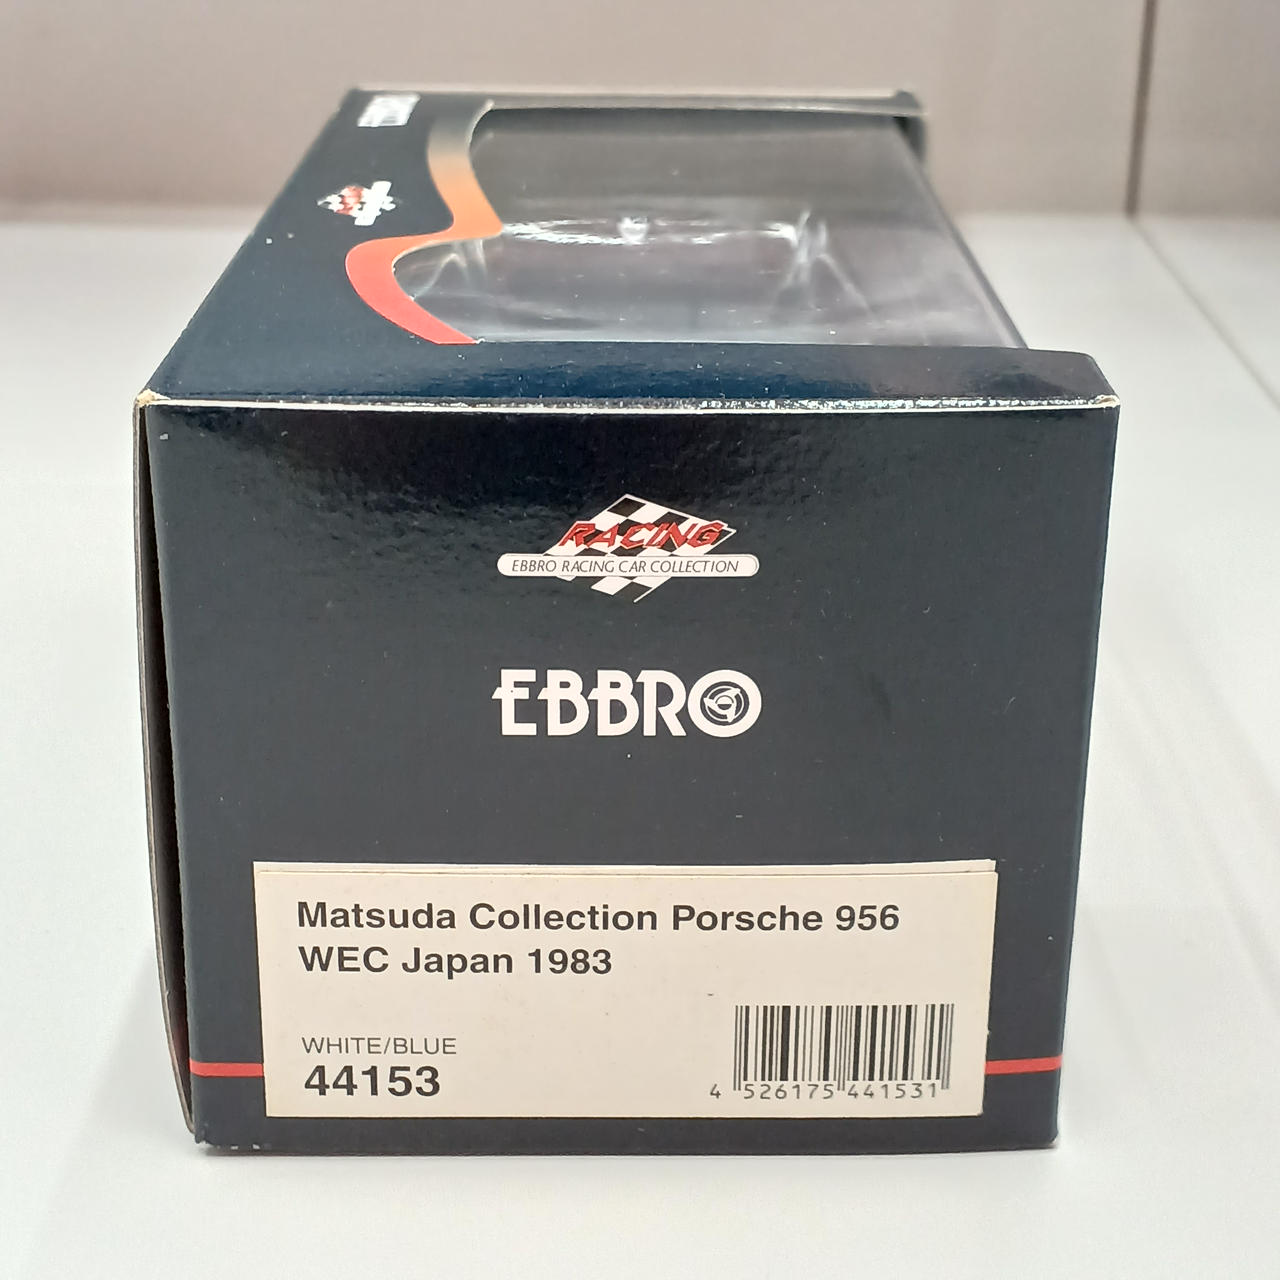 RACING
EBBRO RACING CAR COLLECTION
EBBRO
Matsuda Collection Porsche 956
WEC Japan 1983
WHITE/BLUE
44153
4 526175 441531